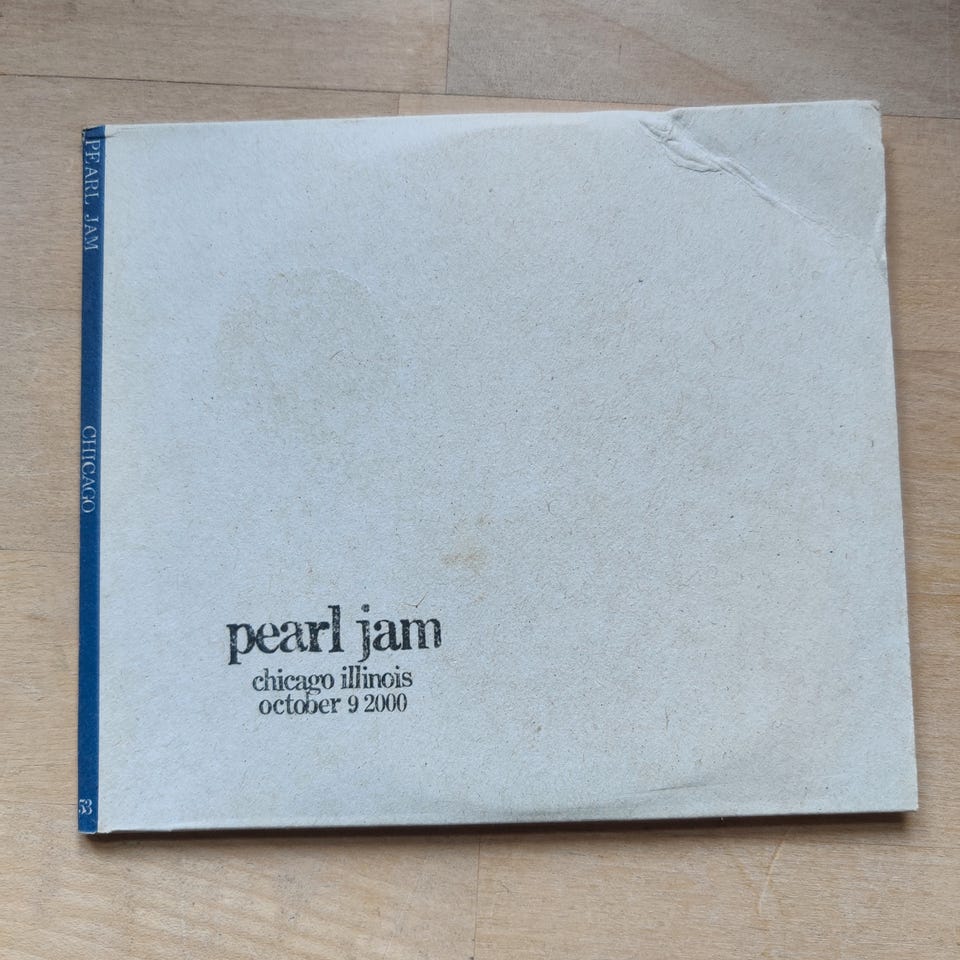 PEARL JAM
CHICAGO
53
pearl jam
chicago illinois
october 9 2000